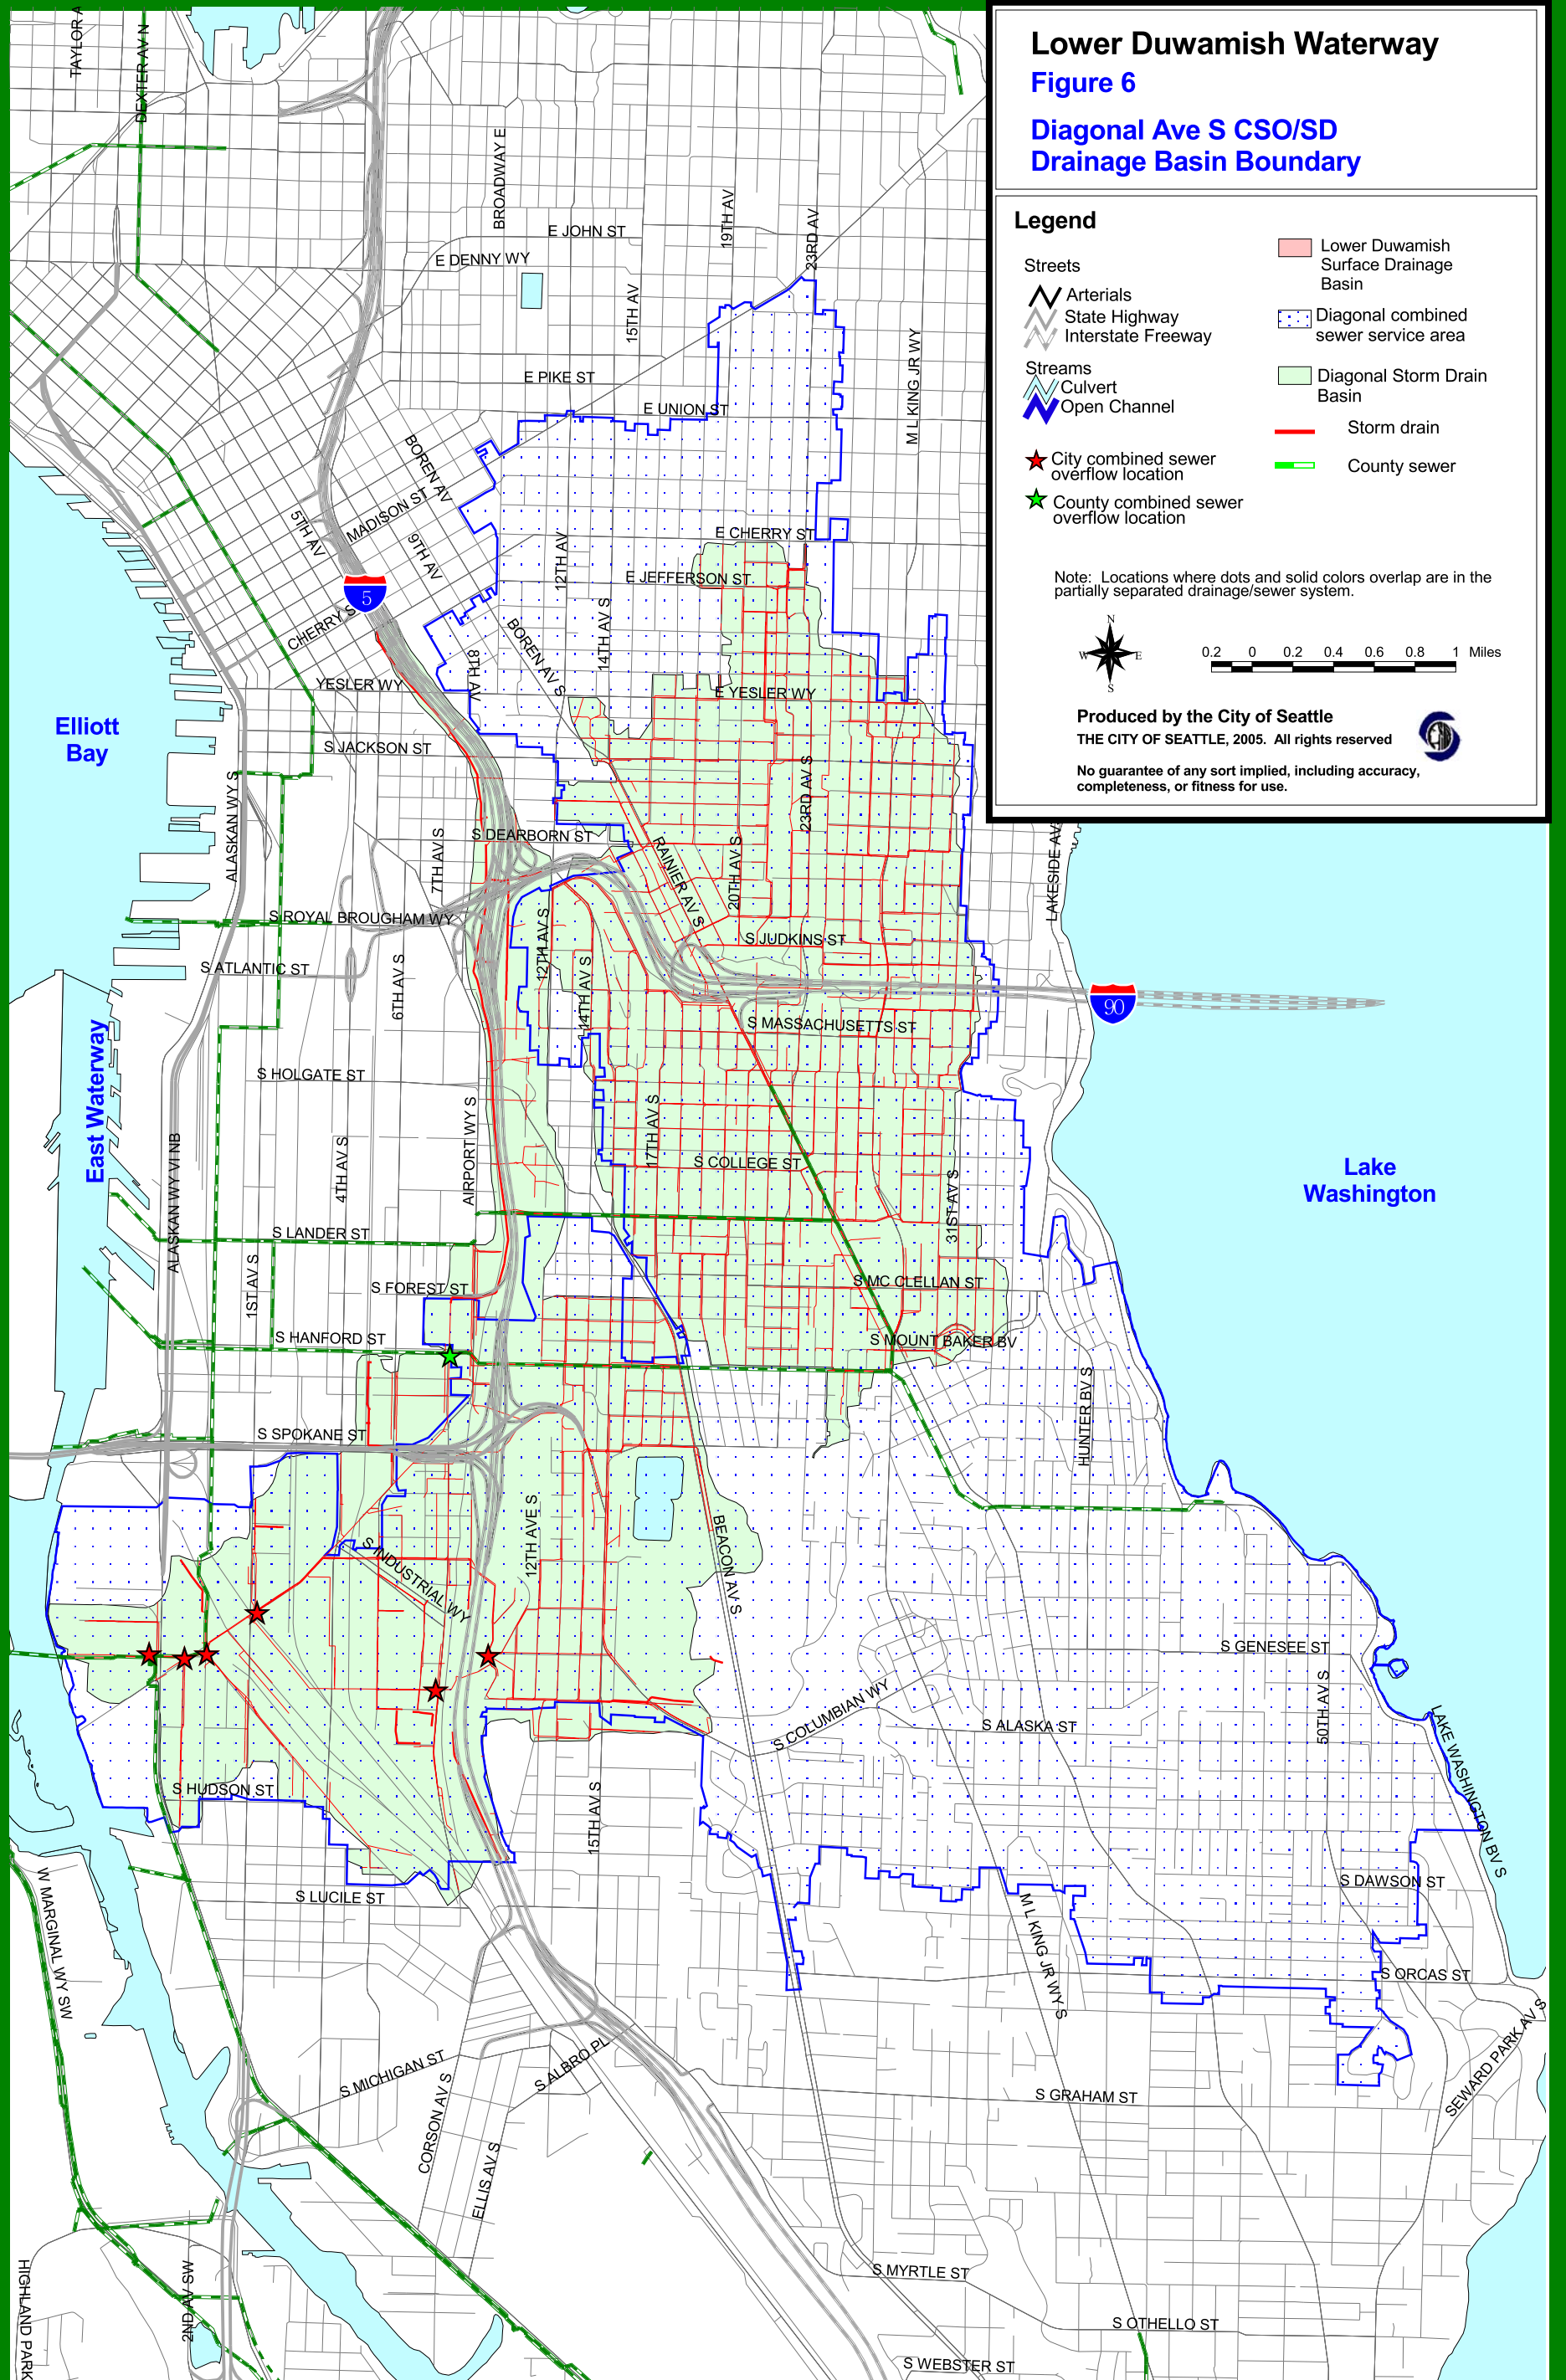 Lower Duwamish Waterway
Figure 6
Diagonal Ave S CSO/SD
Drainage Basin Boundary
Legend
Streets
Arterials
State Highway
Interstate Freeway
Streams
Culvert
Open Channel
City combined sewer
overflow location
County combined sewer
overflow location
Lower Duwamish
Surface Drainage
Basin
Diagonal combined
sewer service area
Diagonal Storm Drain
Basin
Storm drain
County sewer
Note: Locations where dots and solid colors overlap are in the
partially separated drainage/sewer system.
N
W
E
S
0.2 0 0.2 0.4 0.6 0.8 1 Miles
Produced by the City of Seattle
THE CITY OF SEATTLE, 2005. All rights reserved
No guarantee of any sort implied, including accuracy,
completeness, or fitness for use.
TAYLOR A
DEXTER AV N
BROADWAY E
19TH AV
23RD AV
E JOHN ST
E DENNY WY
15TH AV
M L KING JR WY
E PIKE ST
E UNION ST
BOREN AV
MADISON ST
5TH AV
9TH AV
12TH AV
E CHERRY ST
E JEFFERSON ST
5
CHERRY S
14TH AV S
BOREN AV S
8TH AV
YESLER WY
E YESLER WY
Elliott
Bay
S JACKSON ST
ALASKAN WY S
23RD AV S
S DEARBORN ST
7TH AV S
RAINIER AV S
20TH AV S
LAKESIDE AV
S ROYAL BROUGHAM WY
12TH AV S
S JUDKINS ST
S ATLANTIC ST
6TH AV S
14TH AV S
90
S MASSACHUSETTS ST
East Waterway
S HOLGATE ST
AIRPORT WY S
17TH AV S
ALASKAN WY VI NB
4TH AV S
S COLLEGE ST
31ST AV S
Lake
Washington
S LANDER ST
1ST AV S
S FOREST ST
S MC CLELLAN ST
S HANFORD ST
S MOUNT BAKER BV
HUNTER BV S
S SPOKANE ST
12TH AVE S
BEACON AV S
S INDUSTRIAL WY
S GENESEE ST
50TH AV S
S COLUMBIAN WY
S ALASKA ST
LAKE WASHINGTON BV S
S HUDSON ST
15TH AV S
S DAWSON ST
S LUCILE ST
W MARGINAL WY SW
M L KING JR WY S
S ORCAS ST
SEWARD PARK AV S
S MICHIGAN ST
S ALBRO PL
CORSON AV S
S GRAHAM ST
ELLIS AV S
HIGHLAND PARK
2ND AV SW
S MYRTLE ST
S OTHELLO ST
S WEBSTER ST